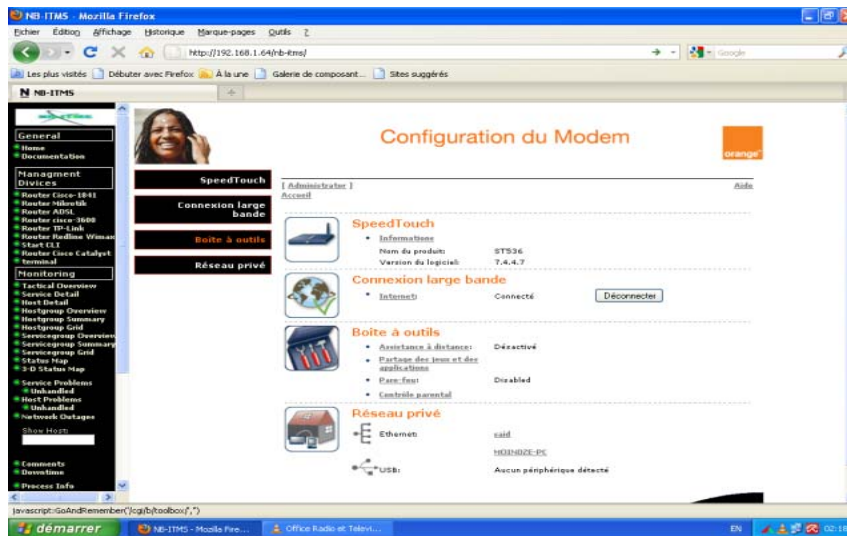 NB-ITMS - Mozilla Firefox
Fichier Édition Affichage Historique Marque-pages Outils ?
http://192.168.1.64/nb-itms/
Google
Les plus visités Débuter avec Firefox À la une Galerie de composant... Sites suggérés
NB-ITMS
General
Home
Documentation
Managment
Divices
Router Cisco-1841
Router Mikrotik
Router ADSL
Router cisco-3600
Router TP-Link
Router Redline Wimax
Start CLI
Router Cisco Catalyst
terminal
Monitoring
Tactical Overview
Service Detail
Host Detail
Hostgroup Overview
Hostgroup Summary
Hostgroup Grid
Servicegroup Overview
Servicegroup Summary
Servicegroup Grid
Status Map
3-D Status Map
Service Problems
Unhandled
Host Problems
Unhandled
Network Outages
Show Host:
Comments
Downtime
Process Info
Configuration du Modem
orange
SpeedTouch
Connexion large
bande
Boîte à outils
Réseau privé
[ Administrator ]
Accueil
Aide
SpeedTouch
Informations
Nom du produit: ST536
Version du logiciel: 7.4.4.7
Connexion large bande
Internet: Connecté Déconnecter
Boîte à outils
Assistance à distance: Désactivé
Partage des jeux et des
applications
Pare-feu: Disabled
Contrôle parental
Réseau privé
Ethernet: said
MOINDZE-PC
USB: Aucun périphérique détecté
javascript:GoAndRemember('/cgi/b/toolbox/','')
démarrer NB-ITMS - Mozilla Fire... Office Radio et Televi... EN 02:18